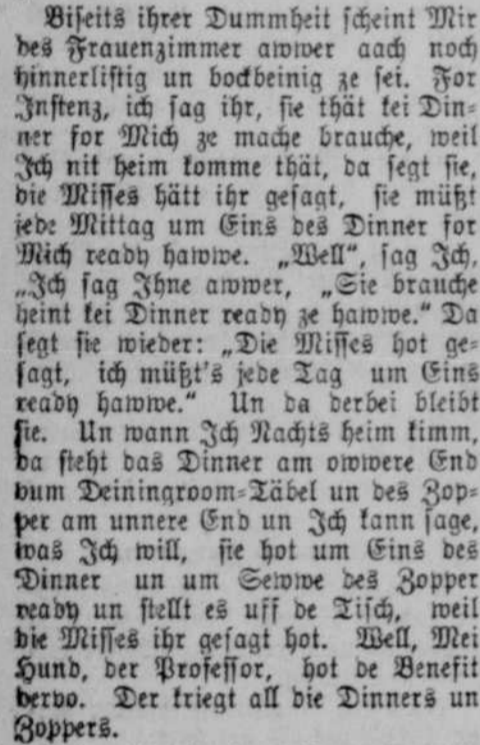 Biseits ihrer Dummheit scheint Mir
des Frauenzimmer awwer aach noch
hinnerlistig un bockbeinig ze sei. For
Instenz, ich sag ihr, sie thät kei Din-
ner for Mich ze mache brauche, weil
Ich nit heim komme thät, da segt sie,
die Misses hätt ihr gesagt, sie müßt
jede Mittag um Eins des Dinner for
Mich ready hawwe. „Well“, sag Ich,
„Ich sag Ihne awwer, „Sie brauche
heint kei Dinner ready ze hawwe.“ Da
segt sie wieder: „Die Misses hot ge-
sagt, ich müßt's jede Tag um Eins
ready hawwe.“ Un da derbei bleibt
sie. Un wann Ich Nachts heim kimm,
da steht das Dinner am owwere End
vum Deiningroom-Täbel un des Zop-
per am unnere End un Ich kann sage,
was Ich will, sie hot um Eins des
Dinner un um Sewwe des Zopper
ready un stellt es uff de Tisch, weil
die Misses ihr gesagt hot. Well, Mei
Hund, der Professor, hot de Benefit
dervo. Der kriegt all die Dinners un
Zoppers.